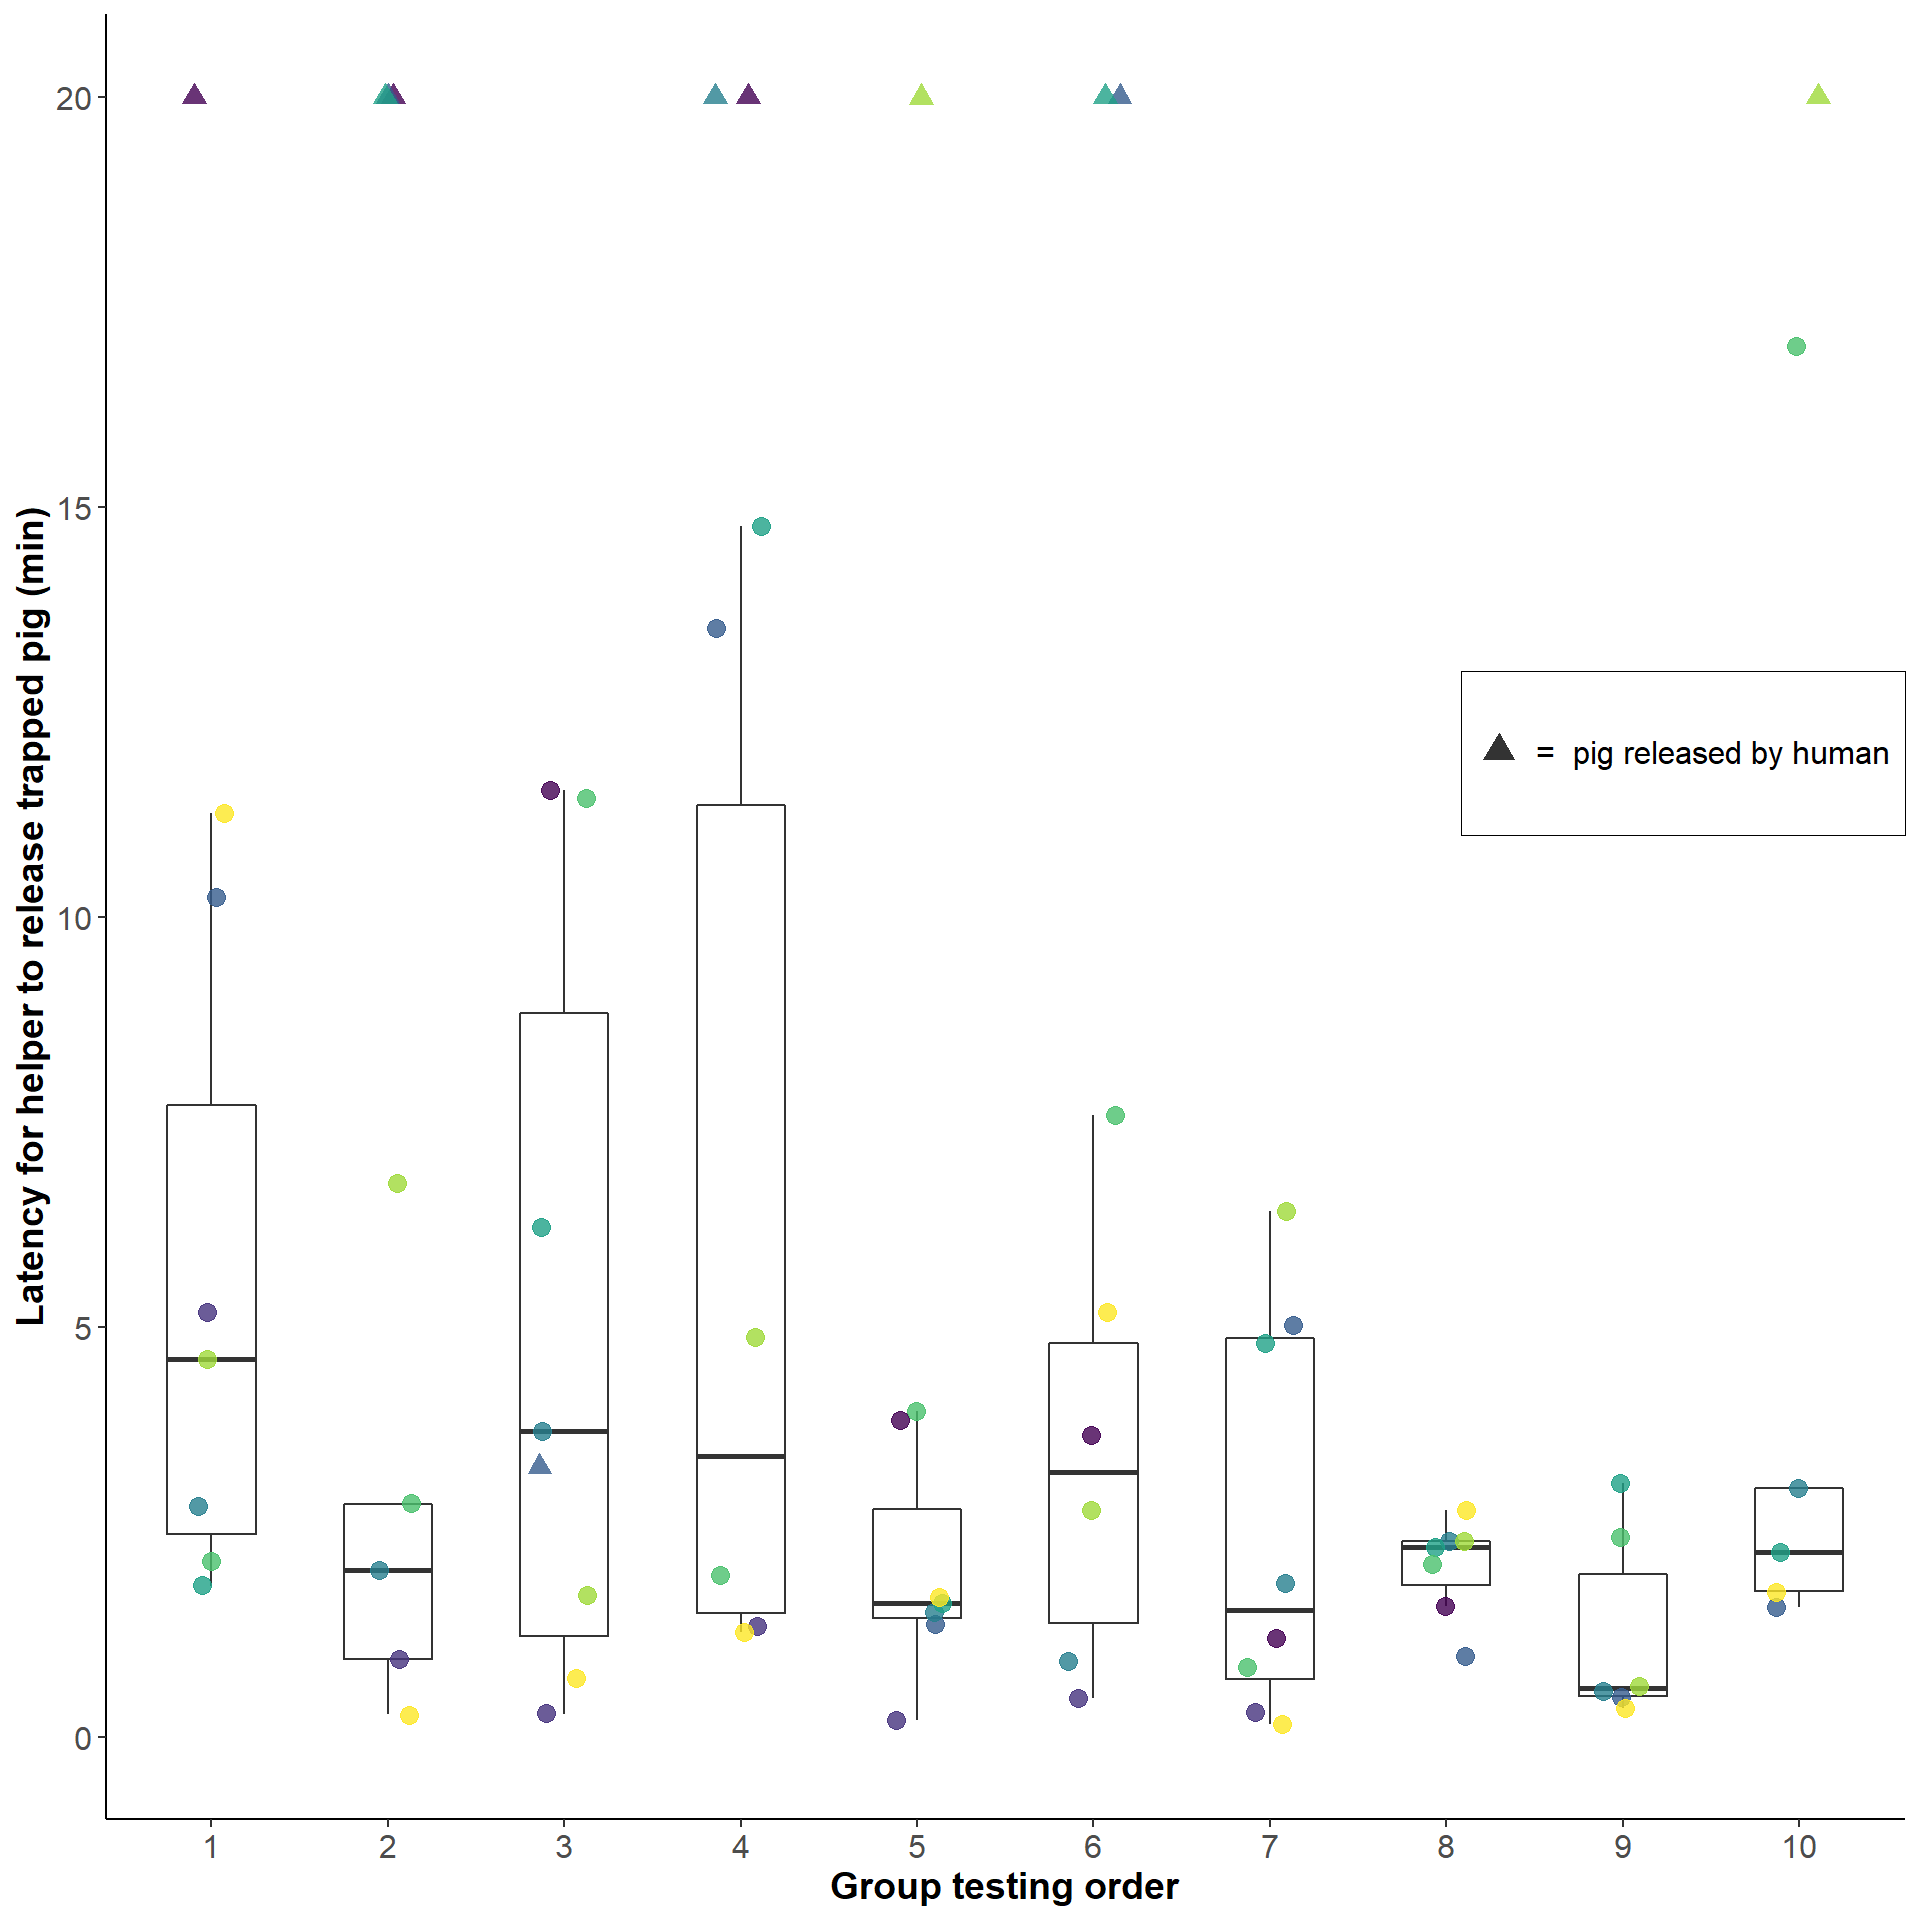 Latency for helper to release trapped pig (min)
20
15
10
5
0
= pig released by human
1 2 3 4 5 6 7 8 9 10
Group testing order